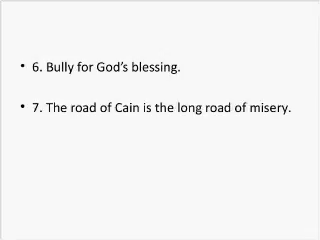 • 6. Bully for God's blessing.
• 7. The road of Cain is the long road of misery.